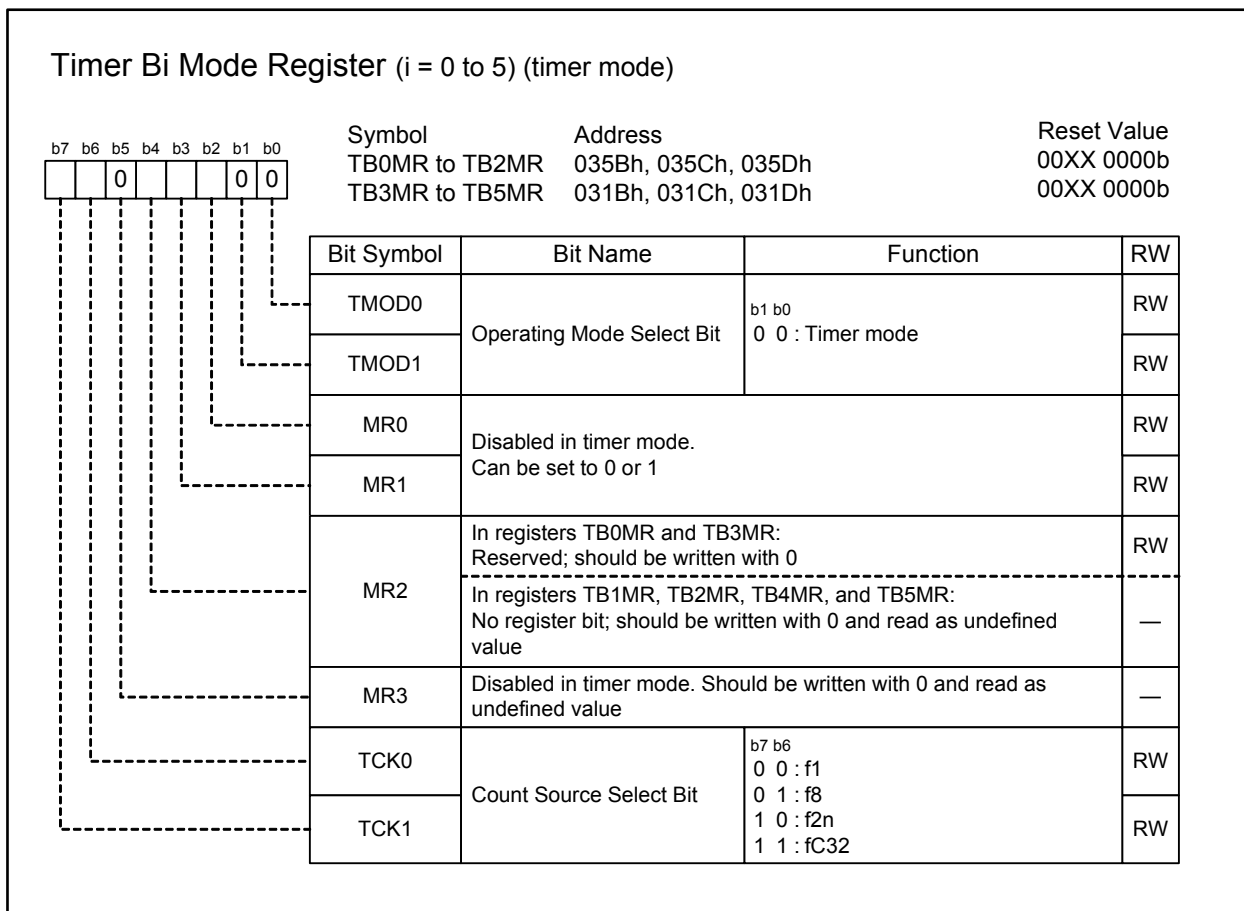 Timer Bi Mode Register (i = 0 to 5) (timer mode)
b7 b6 b5 b4 b3 b2 b1 b0
0 0 0
Symbol Address Reset Value
TB0MR to TB2MR 035Bh, 035Ch, 035Dh 00XX 0000b
TB3MR to TB5MR 031Bh, 031Ch, 031Dh 00XX 0000b
Bit Symbol Bit Name Function RW
TMOD0 RW
Operating Mode Select Bit
b1 b0
0 0 : Timer mode
TMOD1 RW
MR0 RW
Disabled in timer mode.
Can be set to 0 or 1
MR1 RW
MR2
In registers TB0MR and TB3MR:
Reserved; should be written with 0
RW
In registers TB1MR, TB2MR, TB4MR, and TB5MR:
No register bit; should be written with 0 and read as undefined
value
—
MR3
Disabled in timer mode. Should be written with 0 and read as
undefined value
—
TCK0 RW
Count Source Select Bit
b7 b6
0 0 : f1
0 1 : f8
1 0 : f2n
1 1 : fC32
TCK1 RW